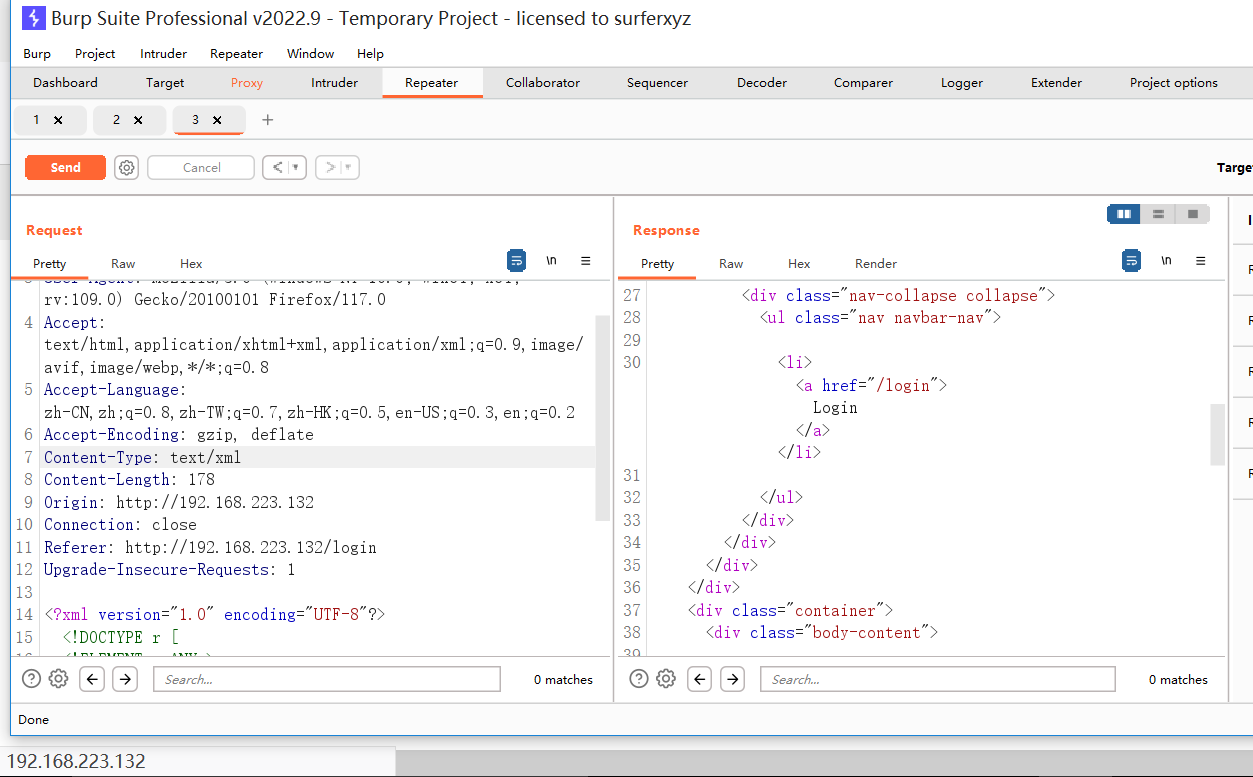 Burp Suite Professional v2022.9 - Temporary Project - licensed to surferxyz
Burp Project Intruder Repeater Window Help
Dashboard Target Proxy Intruder Repeater Collaborator Sequencer Decoder Comparer Logger Extender Project options
1 × 2 × 3 × +
Send Cancel < >
Targe
Request
Pretty Raw Hex
\n
rv:109.0) Gecko/20100101 Firefox/117.0
4 Accept:
text/html,application/xhtml+xml,application/xml;q=0.9,image/
avif,image/webp,*/*;q=0.8
5 Accept-Language:
zh-CN,zh;q=0.8,zh-TW;q=0.7,zh-HK;q=0.5,en-US;q=0.3,en;q=0.2
6 Accept-Encoding: gzip, deflate
7 Content-Type: text/xml
8 Content-Length: 178
9 Origin: http://192.168.223.132
10 Connection: close
11 Referer: http://192.168.223.132/login
12 Upgrade-Insecure-Requests: 1
13
14 <?xml version="1.0" encoding="UTF-8"?>
15 <!DOCTYPE r [
Search...
0 matches
Response
Pretty Raw Hex Render
\n
27 <div class="nav-collapse collapse">
28 <ul class="nav navbar-nav">
29
30 <li>
<a href="/login">
Login
</a>
</li>
31
32 </ul>
33 </div>
34 </div>
35 </div>
36 </div>
37 <div class="container">
38 <div class="body-content">
39
Search...
0 matches
Done
192.168.223.132